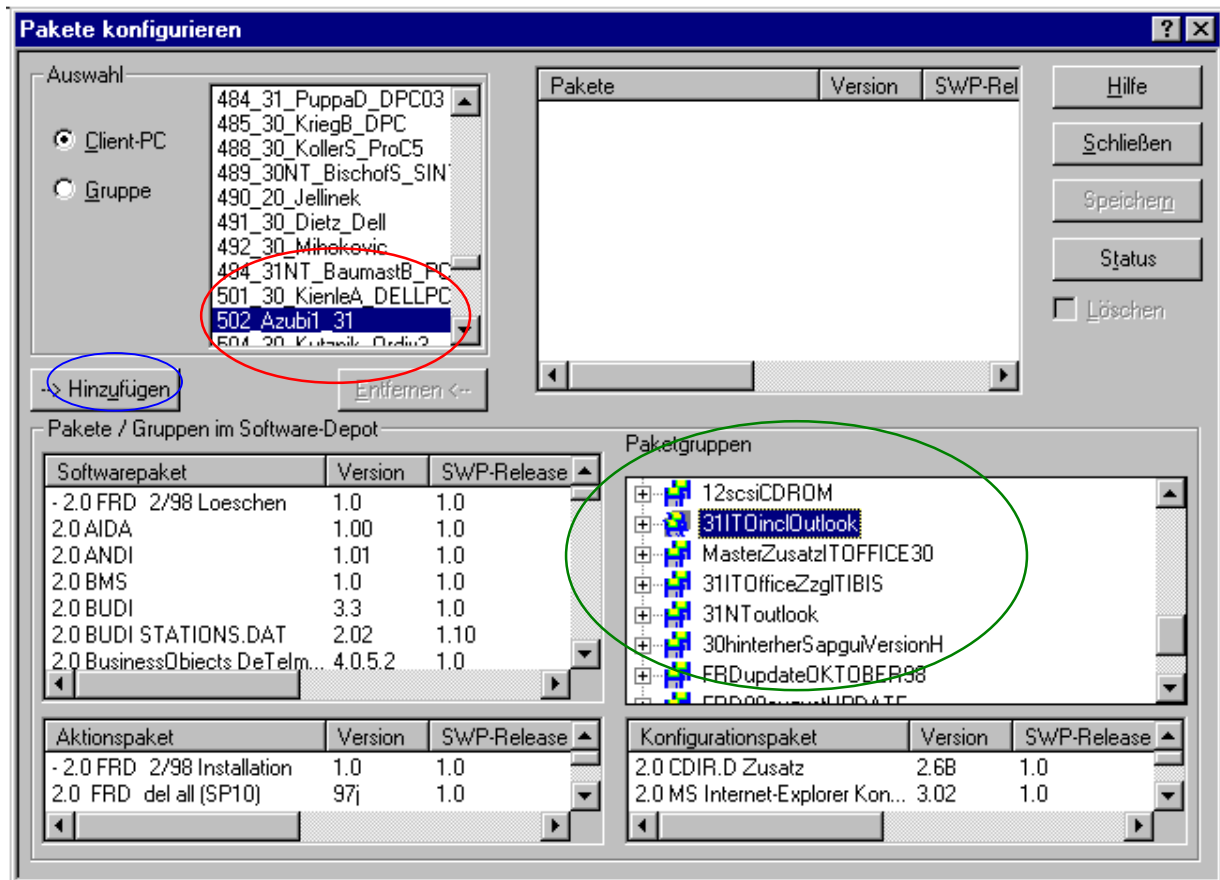 Pakete konfigurieren
Auswahl
Client-PC
Gruppe
484_31_PuppaD_DPC03
485_30_KriegB_DPC
488_30_KollerS_ProC5
489_30NT_BischofS_SIN
490_20_Jellinek
491_30_Dietz_Dell
492_30_Mihokovic
494_31NT_BaumastB_PC
501_30_KienleA_DELLPC
502_Azubi1_31
504_30_Kutznik_Ordiu3
Pakete Version SWP-Rel
Hilfe
Schließen
Speichern
Status
Löschen
--> Hinzufügen
Entfernen <--
Pakete / Gruppen im Software-Depot
Softwarepaket Version SWP-Release
- 2.0 FRD 2/98 Loeschen 1.0 1.0
2.0 AIDA 1.00 1.0
2.0 ANDI 1.01 1.0
2.0 BMS 1.0 1.0
2.0 BUDI 3.3 1.0
2.0 BUDI STATIONS.DAT 2.02 1.10
2.0 BusinessObjects DeTelm... 4.0.5.2 1.0
Paketgruppen
12scsiCDROM
31ITOinclOutlook
MasterZusatzITOFFICE30
31ITOfficeZzglTIBIS
31NToutlook
30hinterherSapguiVersionH
FRDupdateOKTOBER98
FRD98augustUPDATE
Aktionspaket Version SWP-Release
- 2.0 FRD 2/98 Installation 1.0 1.0
2.0 FRD del all (SP10) 97j 1.0
Konfigurationspaket Version SWP-Release
2.0 CDIR.D Zusatz 2.6B 1.0
2.0 MS Internet-Explorer Kon... 3.02 1.0